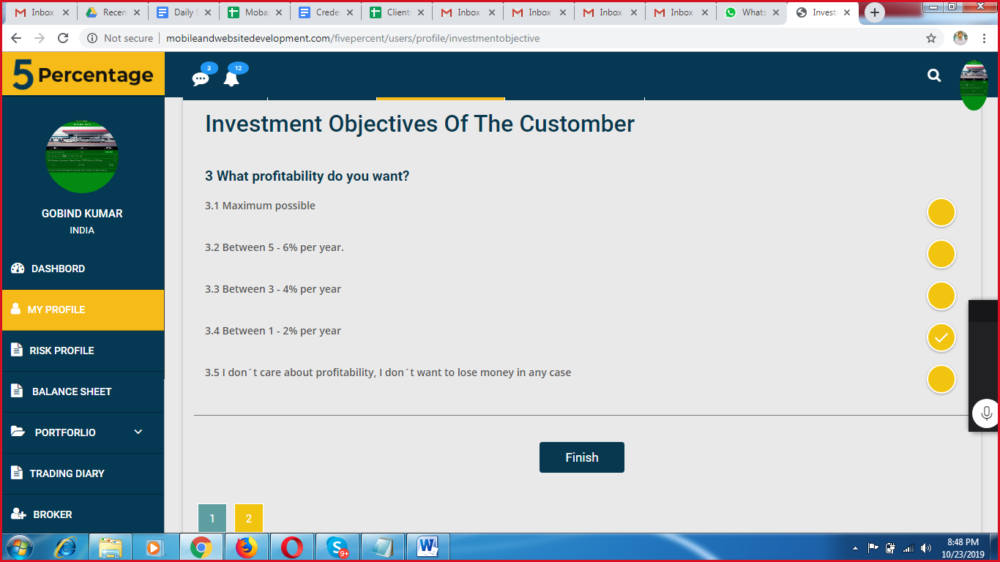 Inbox
Recen
Daily S
Moba
Crede
Client
Inbox
Inbox
Inbox
Inbox
Whats
Invest
Not secure
mobileandwebsitedevelopment.com/fivepercent/users/profile/investmentobjective
5 Percentage
3
12
GOBIND KUMAR
INDIA
DASHBORD
MY PROFILE
RISK PROFILE
BALANCE SHEET
PORTFORLIO
TRADING DIARY
BROKER
Investment Objectives Of The Customber
3 What profitability do you want?
3.1 Maximum possible
3.2 Between 5 - 6% per year.
3.3 Between 3 - 4% per year
3.4 Between 1 - 2% per year
3.5 I don´t care about profitability, I don´t want to lose money in any case
Finish
1 2
9+
8:48 PM
10/23/2019